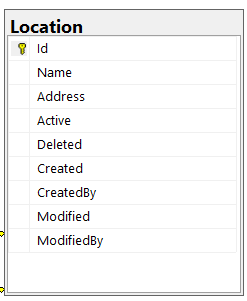 Location
Id
Name
Address
Active
Deleted
Created
CreatedBy
Modified
ModifiedBy